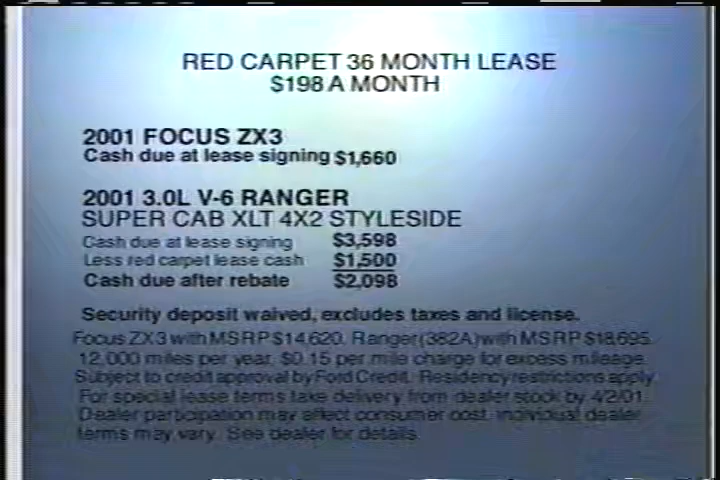 RED CARPET 36 MONTH LEASE
$198 A MONTH
2001 FOCUS ZX3
Cash due at lease signing $1,660
2001 3.0L V-6 RANGER
SUPER CAB XLT 4X2 STYLESIDE
Cash due at lease signing $3,598
Less red carpet lease cash $1,500
Cash due after rebate $2,098
Security deposit waived, excludes taxes and license.
Focus ZX3 with MSRP $14,620. Ranger (382A) with MSRP $18,695.
12,000 miles per year. $0.15 per mile charge for excess mileage.
Subject to credit approval by Ford Credit. Residency restrictions apply.
For special lease terms take delivery from dealer stock by 4/2/01.
Dealer participation may affect consumer cost. Individual dealer
terms may vary. See dealer for details.